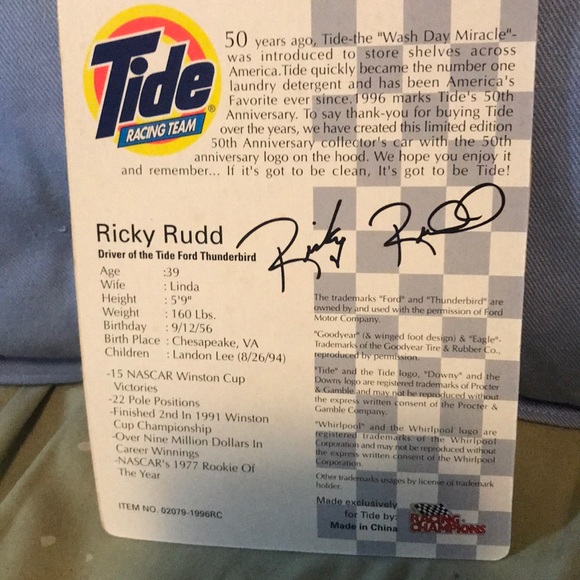 Tide®
RACING TEAM
50 years ago, Tide-the "Wash Day Miracle"-
was introduced to store shelves across
America.Tide quickly became the number one
laundry detergent and has been America's
Favorite ever since.1996 marks Tide's 50th
Anniversary. To say thank-you for buying Tide
over the years, we have created this limited edition
50th Anniversary collector's car with the 50th
anniversary logo on the hood. We hope you enjoy it
and remember... If it's got to be clean, It's got to be Tide!
Ricky Rudd
Ricky Rudd
Driver of the Tide Ford Thunderbird
Age :39
Wife : Linda
Height : 5'9"
Weight : 160 Lbs.
Birthday : 9/12/56
Birth Place : Chesapeake, VA
Children : Landon Lee (8/26/94)
-15 NASCAR Winston Cup
Victories
-22 Pole Positions
-Finished 2nd In 1991 Winston
Cup Championship
-Over Nine Million Dollars In
Career Winnings
-NASCAR's 1977 Rookie Of
The Year
ITEM NO. 02079-1996RC
The trademarks "Ford" and "Thunderbird" are
owned by and used with the permission of Ford
Motor Company.
"Goodyear" (& winged foot design) & "Eagle"-
Trademarks of the Goodyear Tire & Rubber Co.,
reproduced by permission.
"Tide" and the Tide logo, "Downy" and the
Downy logo are registered trademarks of Procter
& Gamble and may not be reproduced without
the express written consent of the Procter &
Gamble Company.
"Whirlpool" and the Whirlpool logo are
registered trademarks of the Whirlpool
Corporation and may not be reproduced without
the express written consent of the Whirlpool
Corporation.
Other trademarks usages by license of trademark
holder.
Made exclusively
for Tide by:
Made in China
RACING
CHAMPIONS